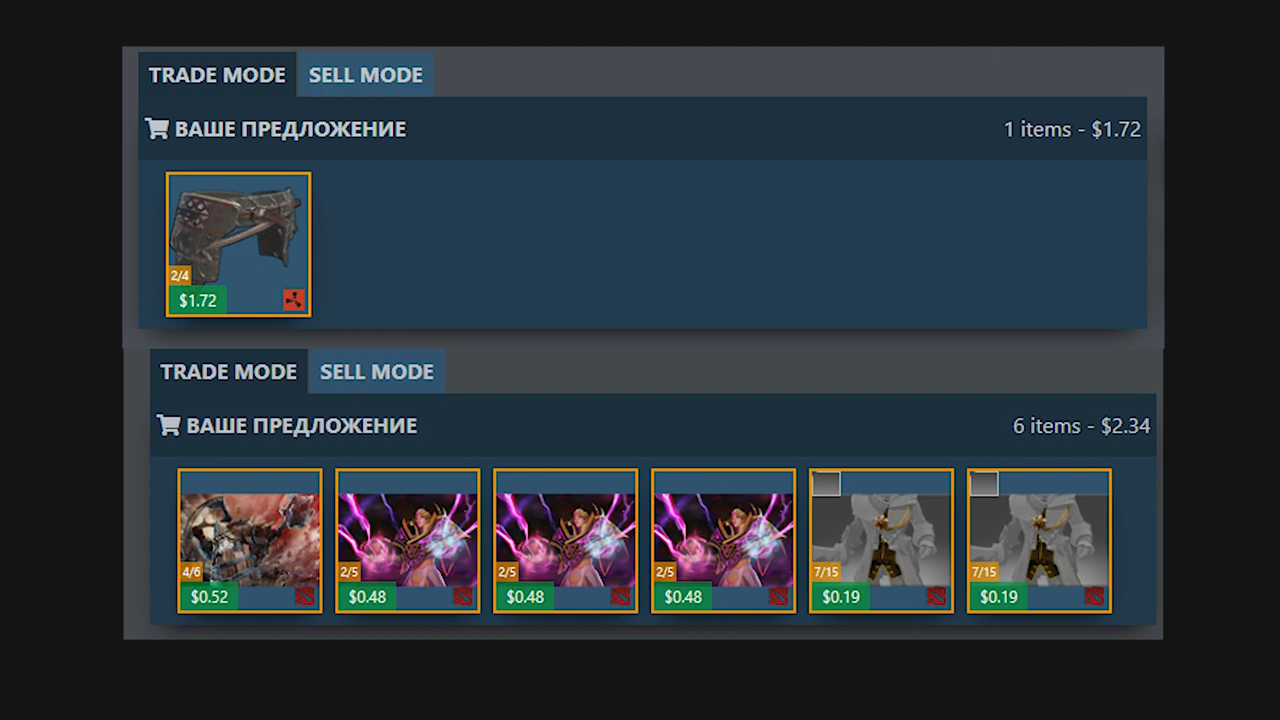 TRADE MODE SELL MODE
ВАШЕ ПРЕДЛОЖЕНИЕ 1 items - $1.72
2/4
$1.72
TRADE MODE SELL MODE
ВАШЕ ПРЕДЛОЖЕНИЕ 6 items - $2.34
4/6 2/5 2/5 2/5 7/15 7/15
$0.52 $0.48 $0.48 $0.48 $0.19 $0.19